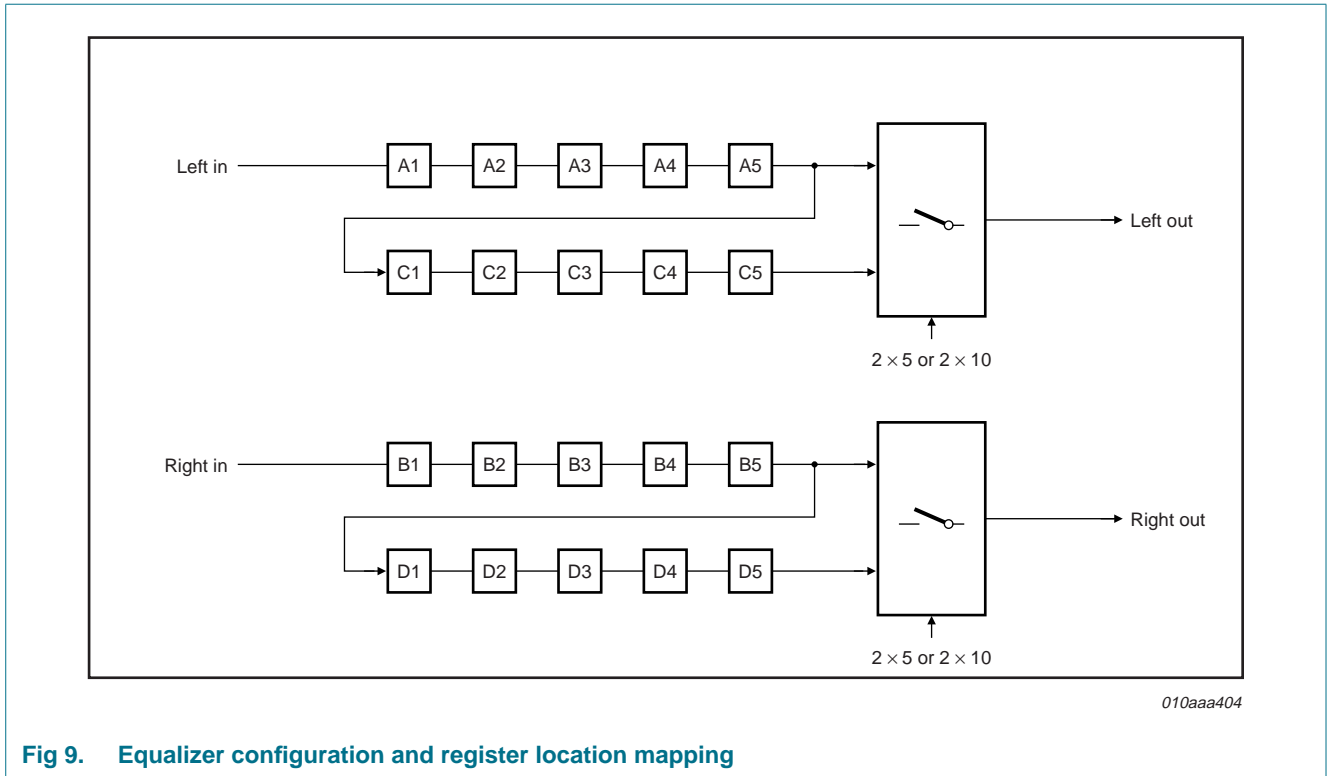 Left in
A1 A2 A3 A4 A5
Left out
C1 C2 C3 C4 C5
2 × 5 or 2 × 10
Right in
B1 B2 B3 B4 B5
Right out
D1 D2 D3 D4 D5
2 × 5 or 2 × 10
010aaa404
Fig 9. Equalizer configuration and register location mapping